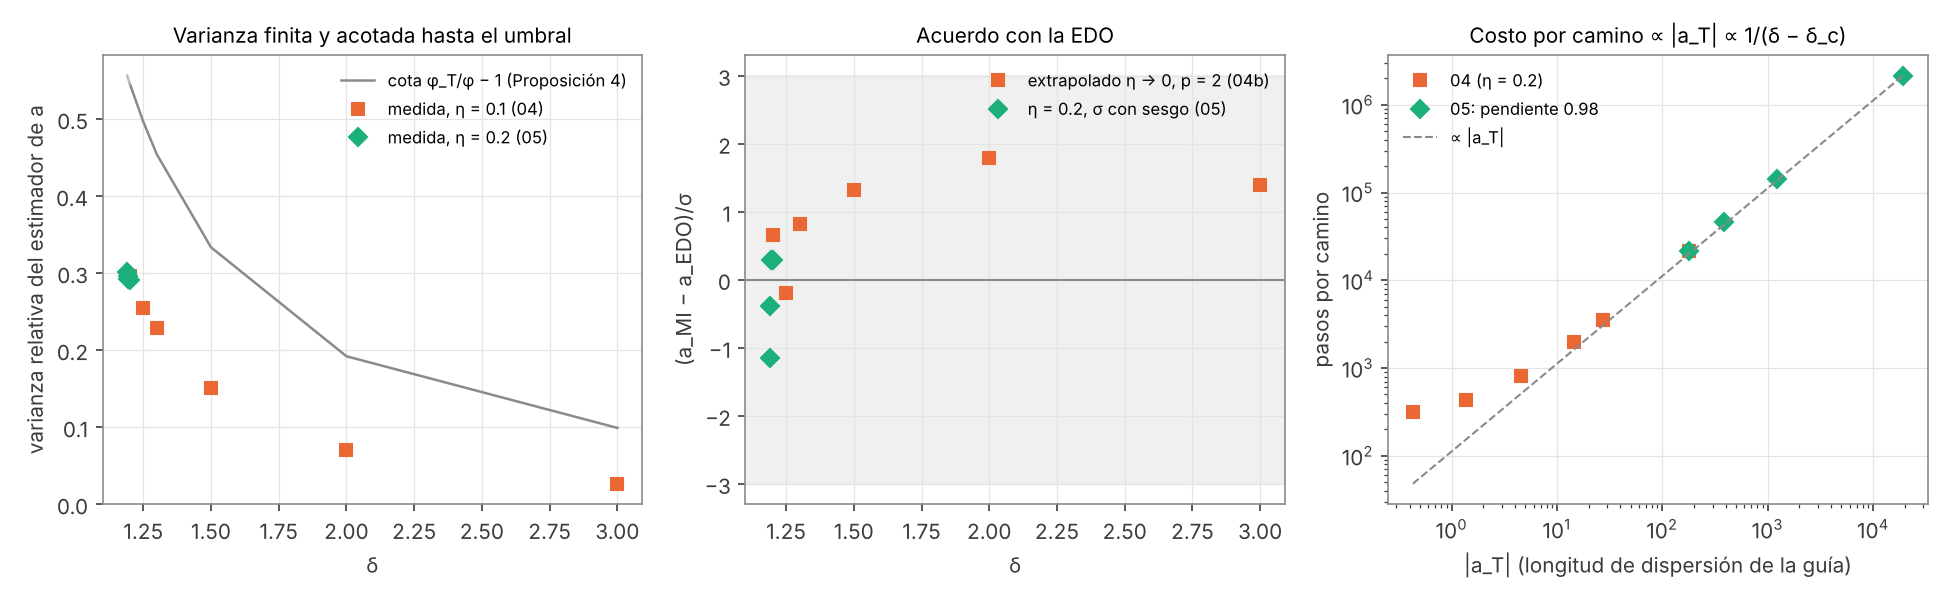 Varianza finita y acotada hasta el umbral
cota φ_T/φ − 1 (Proposición 4)
medida, η = 0.1 (04)
medida, η = 0.2 (05)
varianza relativa del estimador de a
0.5
0.4
0.3
0.2
0.1
0.0
1.25
1.50
1.75
2.00
2.25
2.50
2.75
3.00
δ
Acuerdo con la EDO
extrapolado η → 0, p = 2 (04b)
η = 0.2, σ con sesgo (05)
(a_MI − a_EDO)/σ
3
2
1
0
−1
−2
−3
1.25
1.50
1.75
2.00
2.25
2.50
2.75
3.00
δ
Costo por camino ∝ |a_T| ∝ 1/(δ − δ_c)
04 (η = 0.2)
05: pendiente 0.98
∝ |a_T|
pasos por camino
10⁶
10⁵
10⁴
10³
10²
10⁰
10¹
10²
10³
10⁴
|a_T| (longitud de dispersión de la guía)